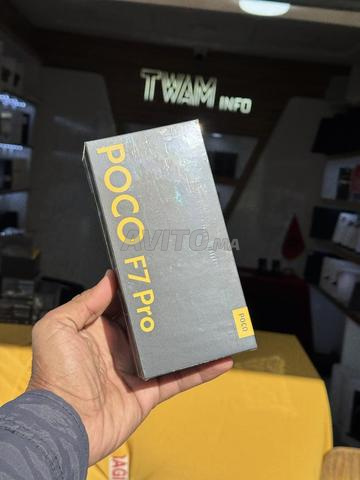 TWAM INFO
POCO F7 Pro
AVITO.MA
POCO